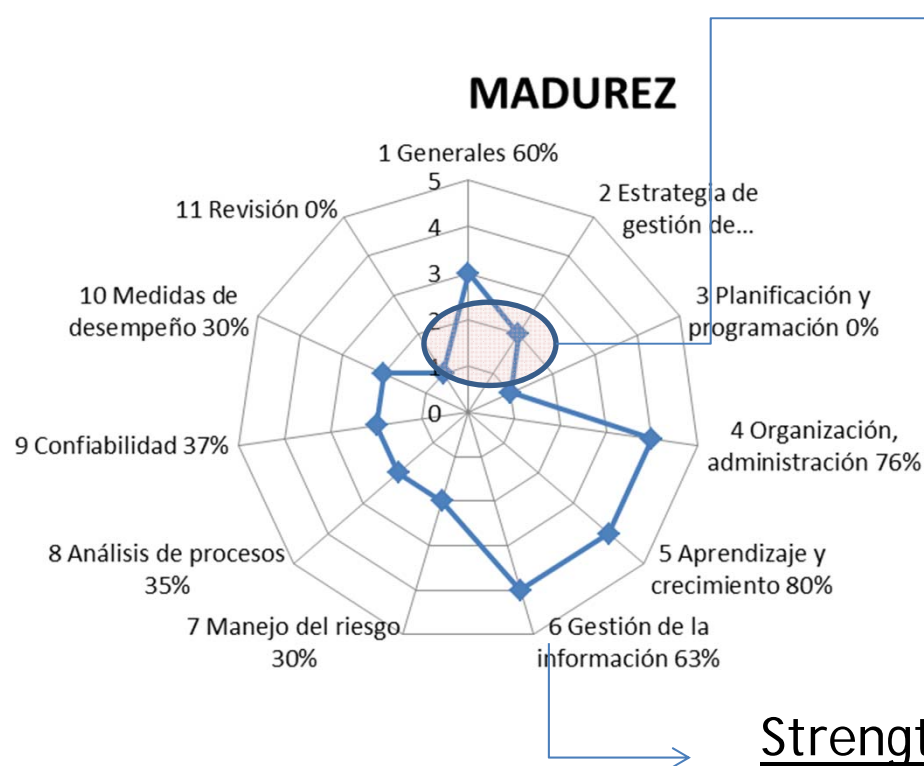 MADUREZ
1 Generales 60%
2 Estrategia de
gestión de...
3 Planificación y
programación 0%
4 Organización,
administración 76%
5 Aprendizaje y
crecimiento 80%
6 Gestión de la
información 63%
7 Manejo del riesgo
30%
8 Análisis de procesos
35%
9 Confiabilidad 37%
10 Medidas de
desempeño 30%
11 Revisión 0%
5
4
3
2
1
0